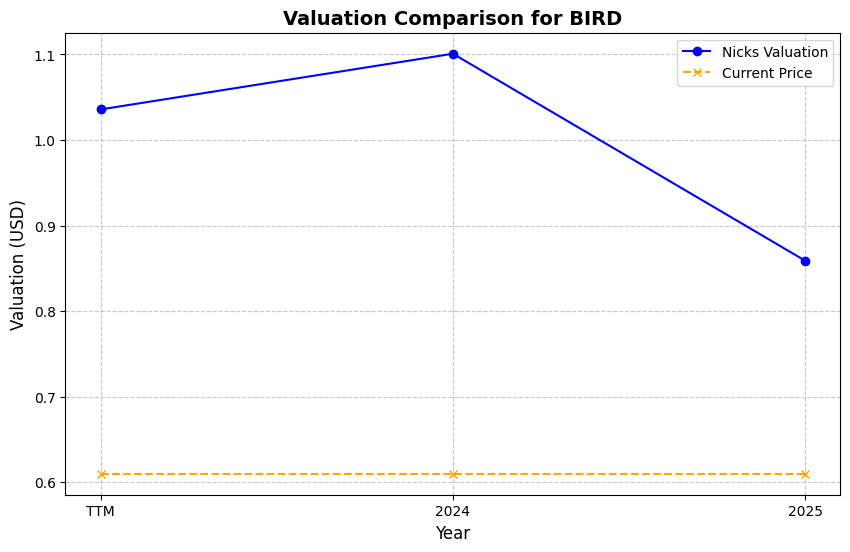 Valuation Comparison for BIRD
Nicks Valuation
Current Price
Valuation (USD)
1.1
1.0
0.9
0.8
0.7
0.6
TTM
2024
2025
Year